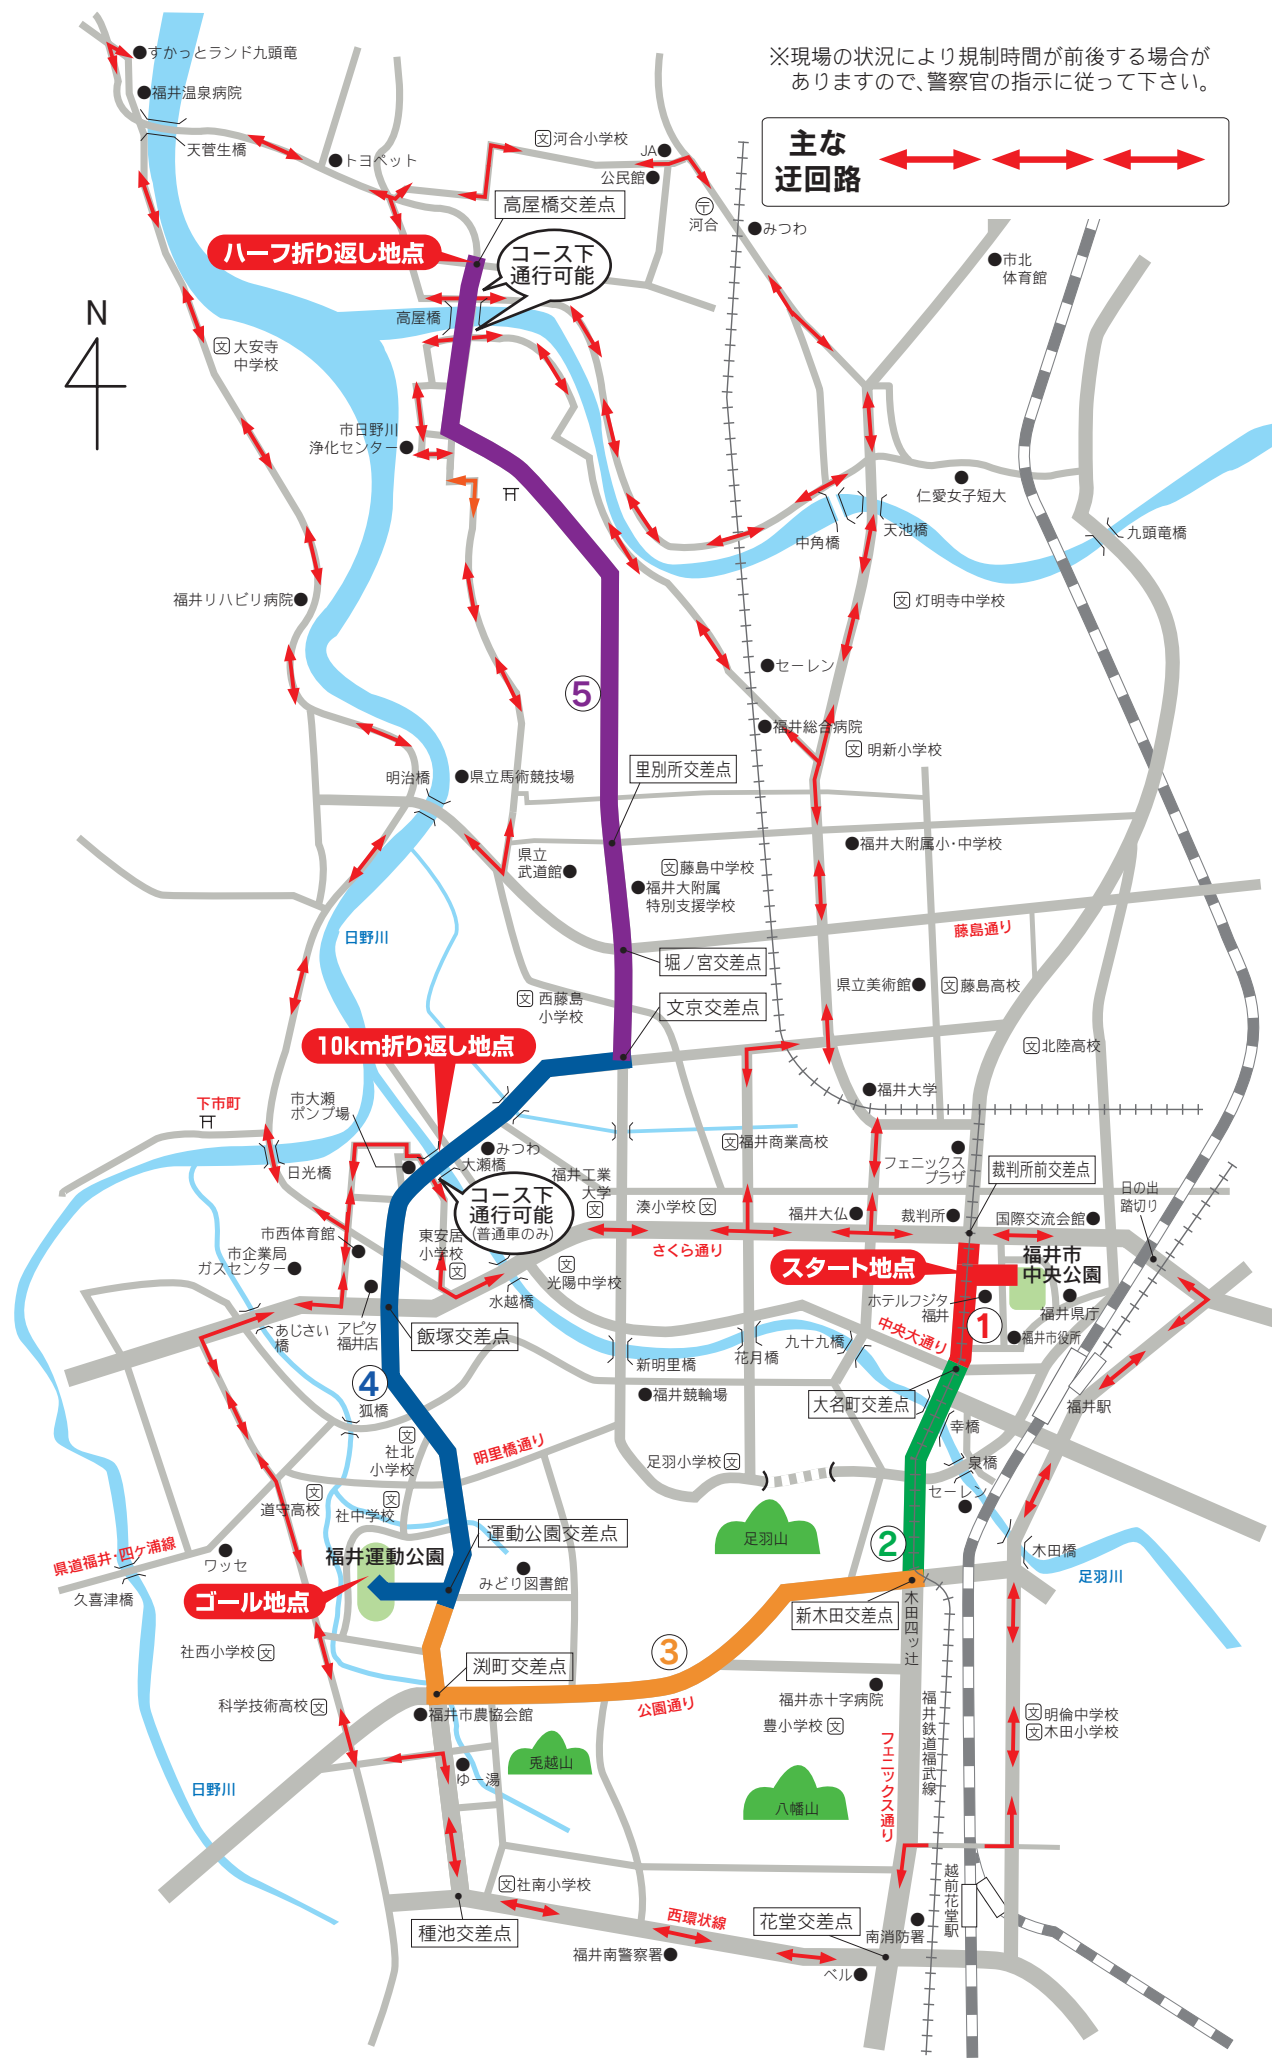 ※現場の状況により規制時間が前後する場合が
ありますので、警察官の指示に従って下さい。
主な
迂回路
すかっとランド九頭竜
福井温泉病院
天菅生橋
トヨペット
文 河合小学校
JA
公民館
〒
河合
みつわ
市北
体育館
高屋橋交差点
ハーフ折り返し地点
コース下
通行可能
高屋橋
N
文 大安寺
中学校
市日野川
浄化センター
仁愛女子短大
中角橋
天池橋
九頭竜橋
福井リハビリ病院
文 灯明寺中学校
セーレン
⑤
福井総合病院
文 明新小学校
里別所交差点
明治橋
県立馬術競技場
県立
武道館
福井大附属小・中学校
文 藤島中学校
福井大附属
特別支援学校
日野川
藤島通り
堀ノ宮交差点
県立美術館
文 藤島高校
文 西藤島
小学校
文京交差点
10km折り返し地点
文 北陸高校
市大瀬
ポンプ場
下市町
福井大学
文 福井商業高校
みつわ
大瀬橋
日光橋
フェニックス
プラザ
裁判所前交差点
福井工業
大学
文
コース下
通行可能
(普通車のみ)
湊小学校 文
日の出
踏切り
福井大仏
裁判所
国際交流会館
市西体育館
東安居
小学校
文
さくら通り
市企業局
ガスセンター
文
光陽中学校
スタート地点
福井市
中央公園
水越橋
ホテルフジタ
福井
福井県庁
①
福井市役所
あじさい
橋
アピタ
福井店
飯塚交差点
新明里橋
花月橋
九十九橋
中央大通り
④
狐橋
福井競輪場
大名町交差点
福井駅
幸橋
文
社北
小学校
明里橋通り
足羽小学校 文
泉橋
セーレン
文
道守高校
文
社中学校
足羽山
②
木田橋
県道福井・四ケ浦線
ワッセ
福井運動公園
運動公園交差点
みどり図書館
足羽川
久喜津橋
ゴール地点
新木田交差点
木田四ッ辻
社西小学校 文
③
渕町交差点
公園通り
福井赤十字病院
科学技術高校 文
福井市農協会館
豊小学校 文
福井鉄道福武線
文 明倫中学校
文 木田小学校
フェニックス通り
兎越山
ゆー湯
日野川
八幡山
越前花堂駅
文 社南小学校
西環状線
花堂交差点
種池交差点
南消防署
福井南警察署
ベル